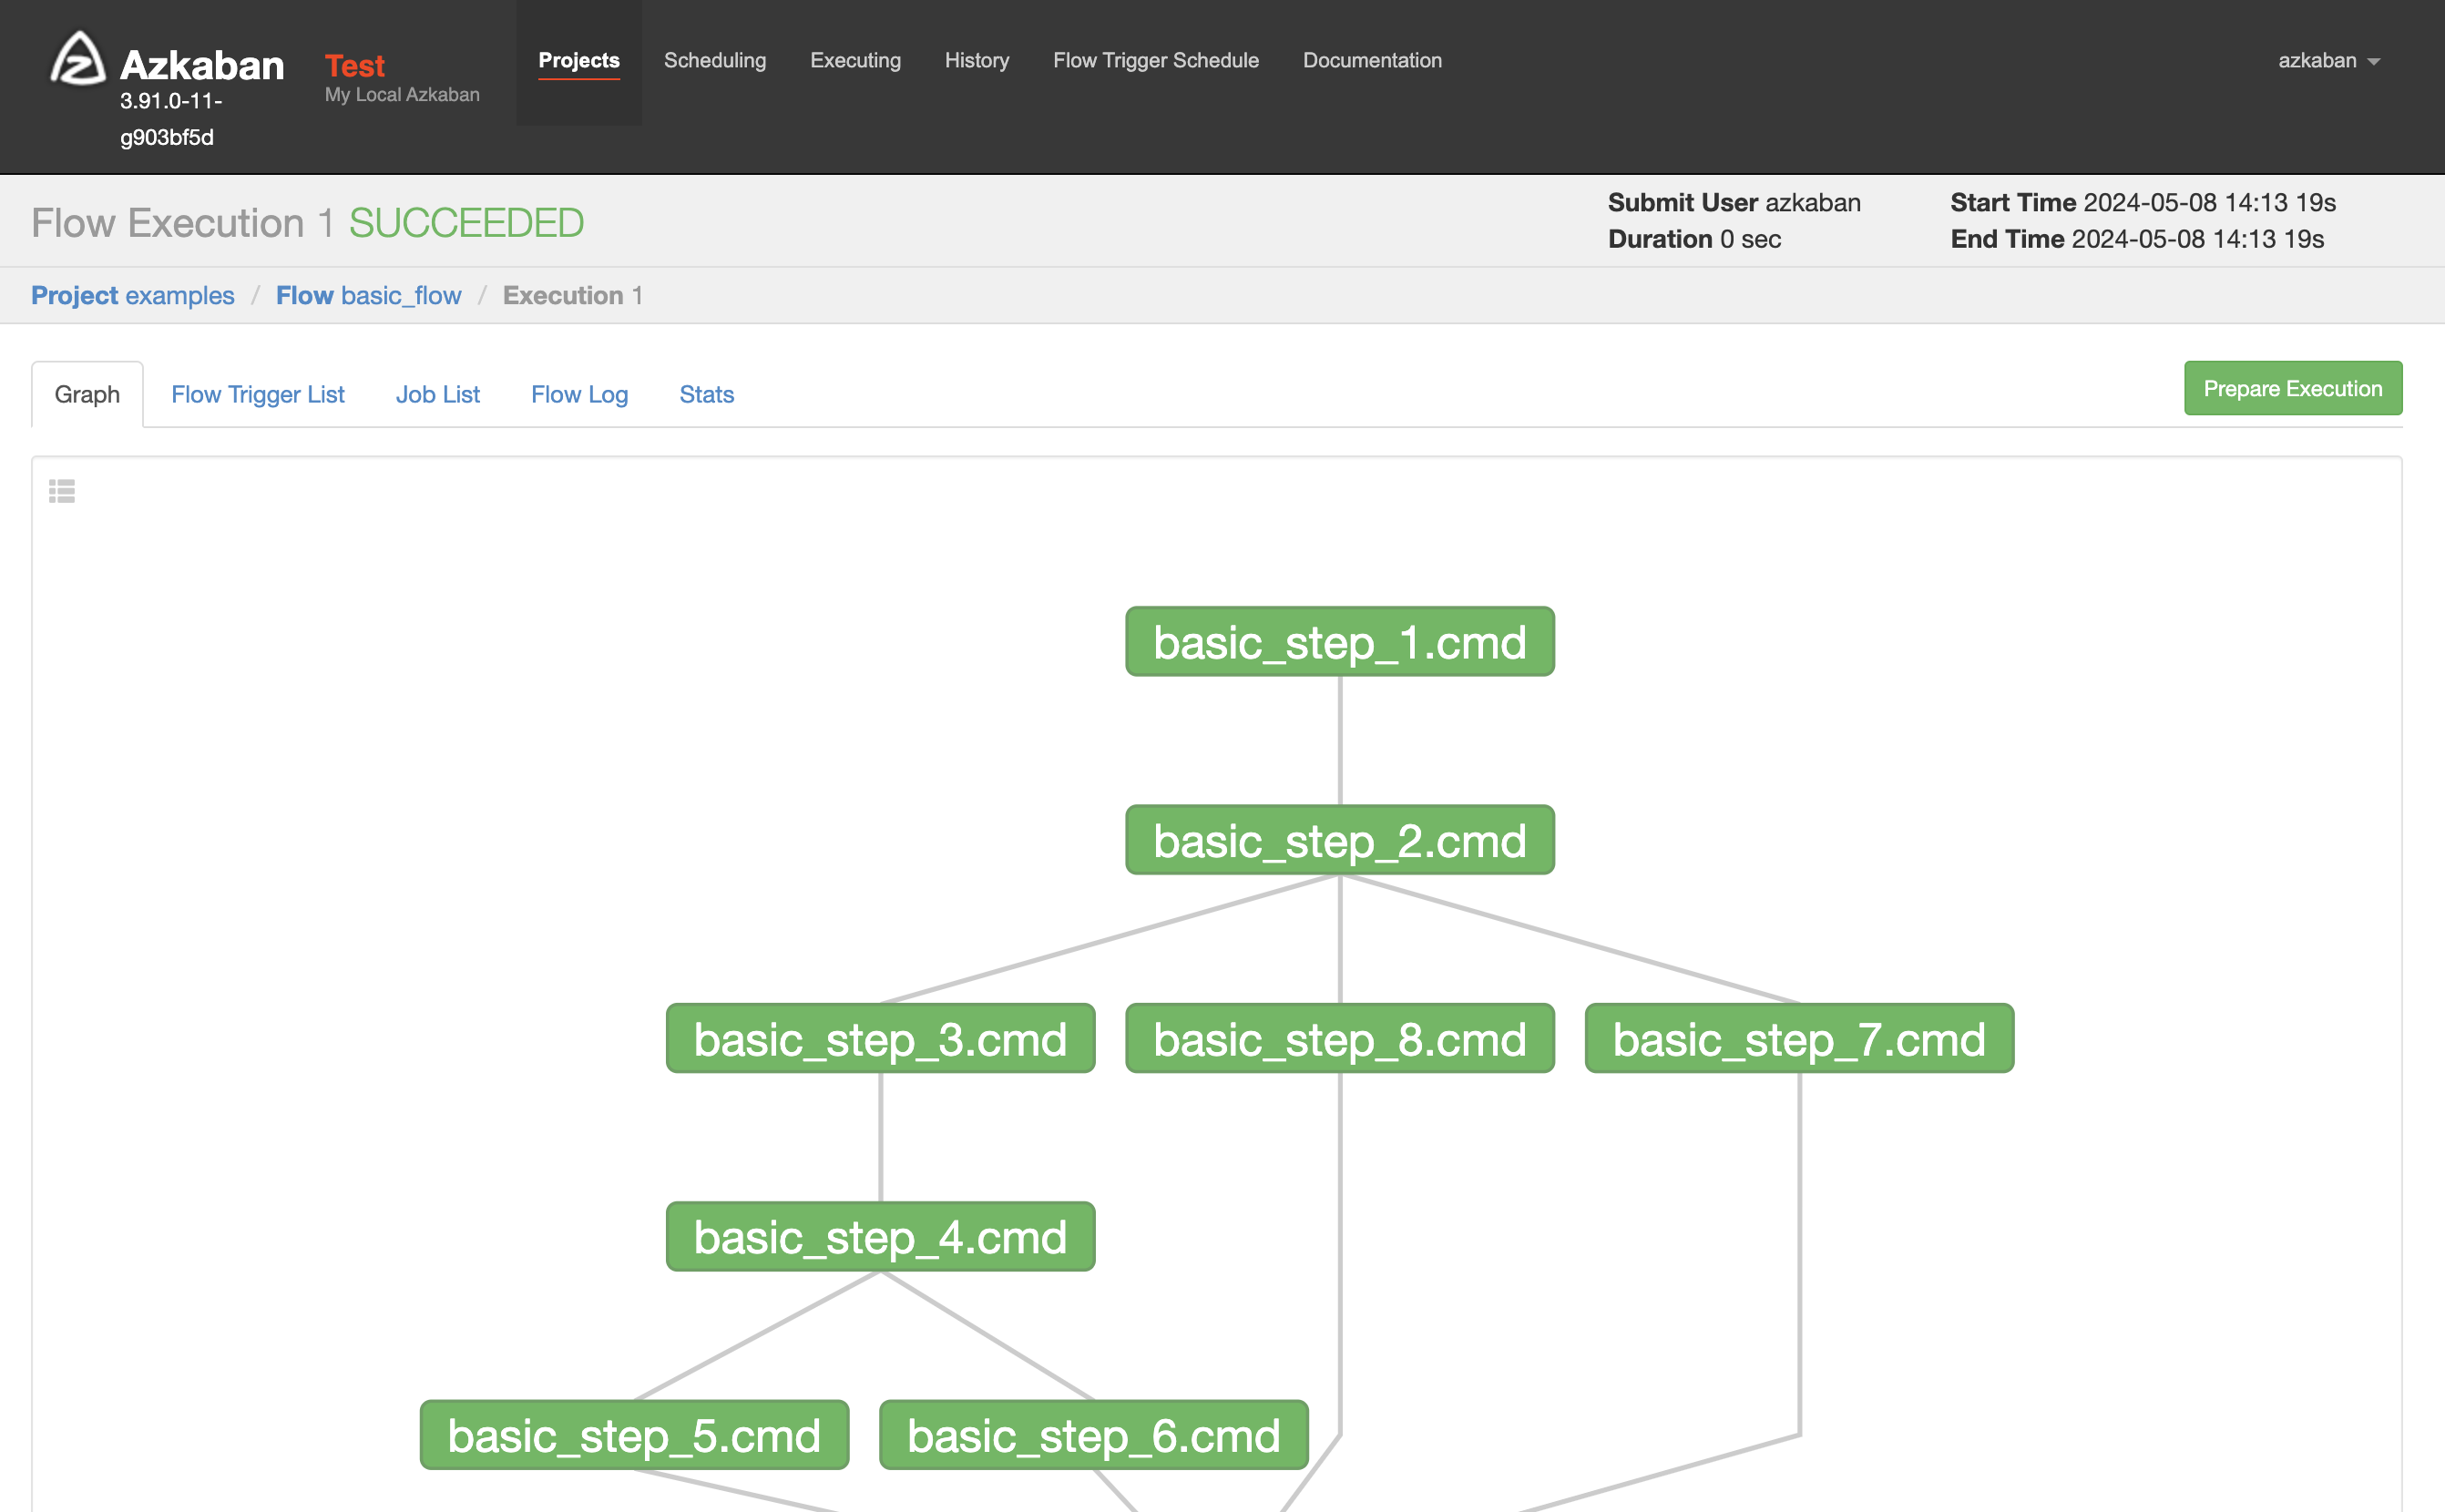 Azkaban
3.91.0-11-
g903bf5d
Test
My Local Azkaban
Projects
Scheduling
Executing
History
Flow Trigger Schedule
Documentation
azkaban
Flow Execution 1 SUCCEEDED
Submit User azkaban
Duration 0 sec
Start Time 2024-05-08 14:13 19s
End Time 2024-05-08 14:13 19s
Project examples / Flow basic_flow / Execution 1
Graph
Flow Trigger List
Job List
Flow Log
Stats
Prepare Execution
basic_step_1.cmd
basic_step_2.cmd
basic_step_3.cmd
basic_step_8.cmd
basic_step_7.cmd
basic_step_4.cmd
basic_step_5.cmd
basic_step_6.cmd